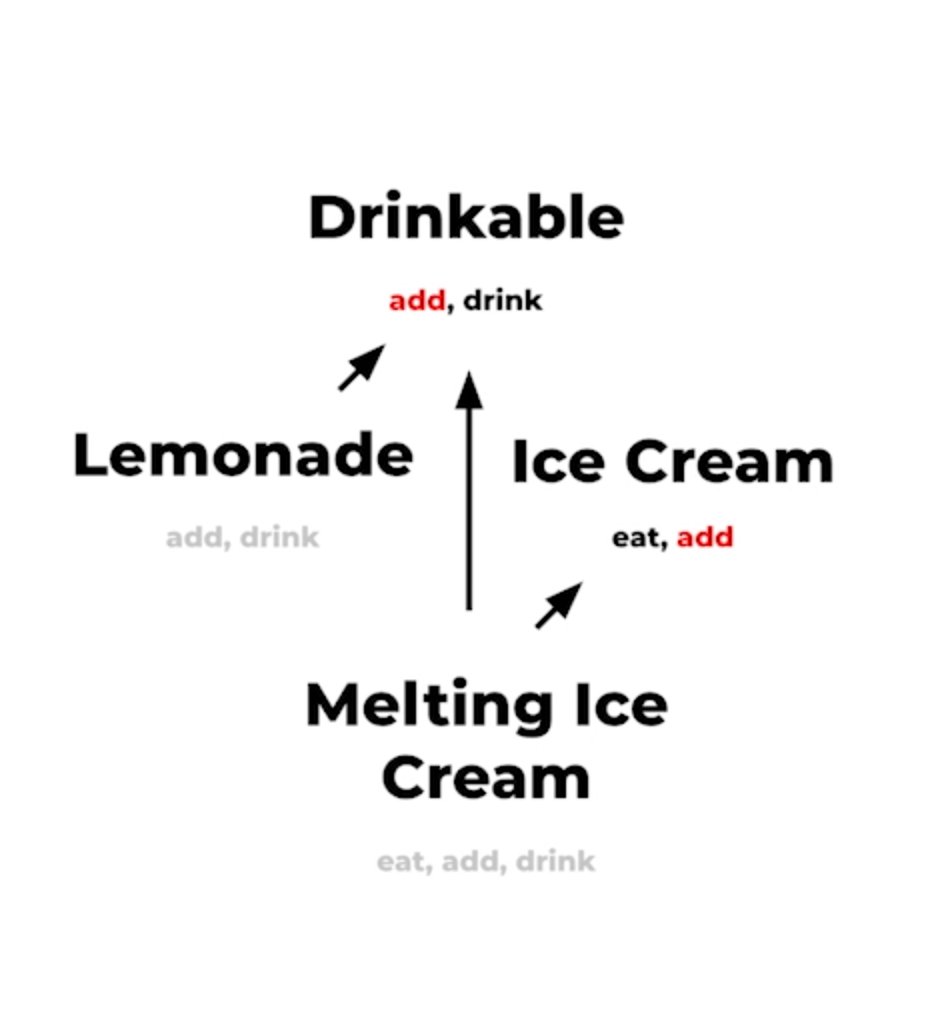 Drinkable
add, drink
Lemonade
add, drink
Ice Cream
eat, add
Melting Ice
Cream
eat, add, drink